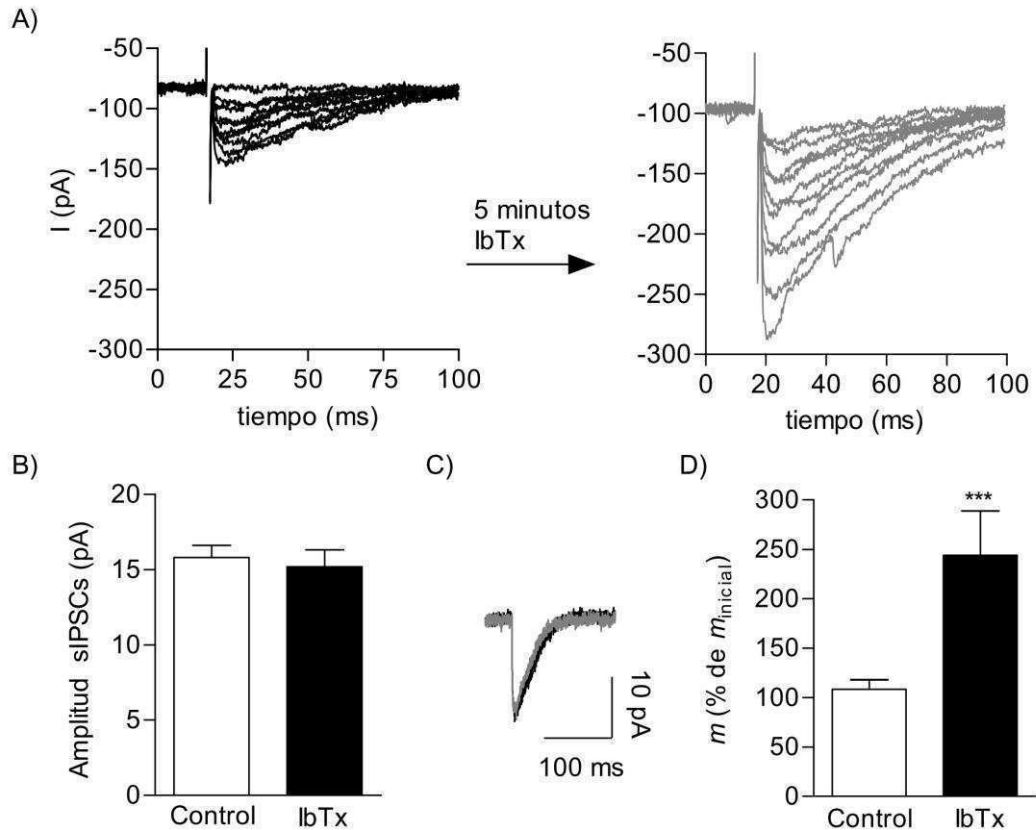 A)
I (pA)
-50
-100
-150
-200
-250
-300
0 25 50 75 100
tiempo (ms)
5 minutos
IbTx
-50
-100
-150
-200
-250
-300
0 20 40 60 80 100
tiempo (ms)
B)
Amplitud sIPSCs (pA)
20
15
10
5
0
Control IbTx
C)
10 pA
100 ms
D)
m (% de m inicial)
300
250
200
150
100
50
0
***
Control IbTx